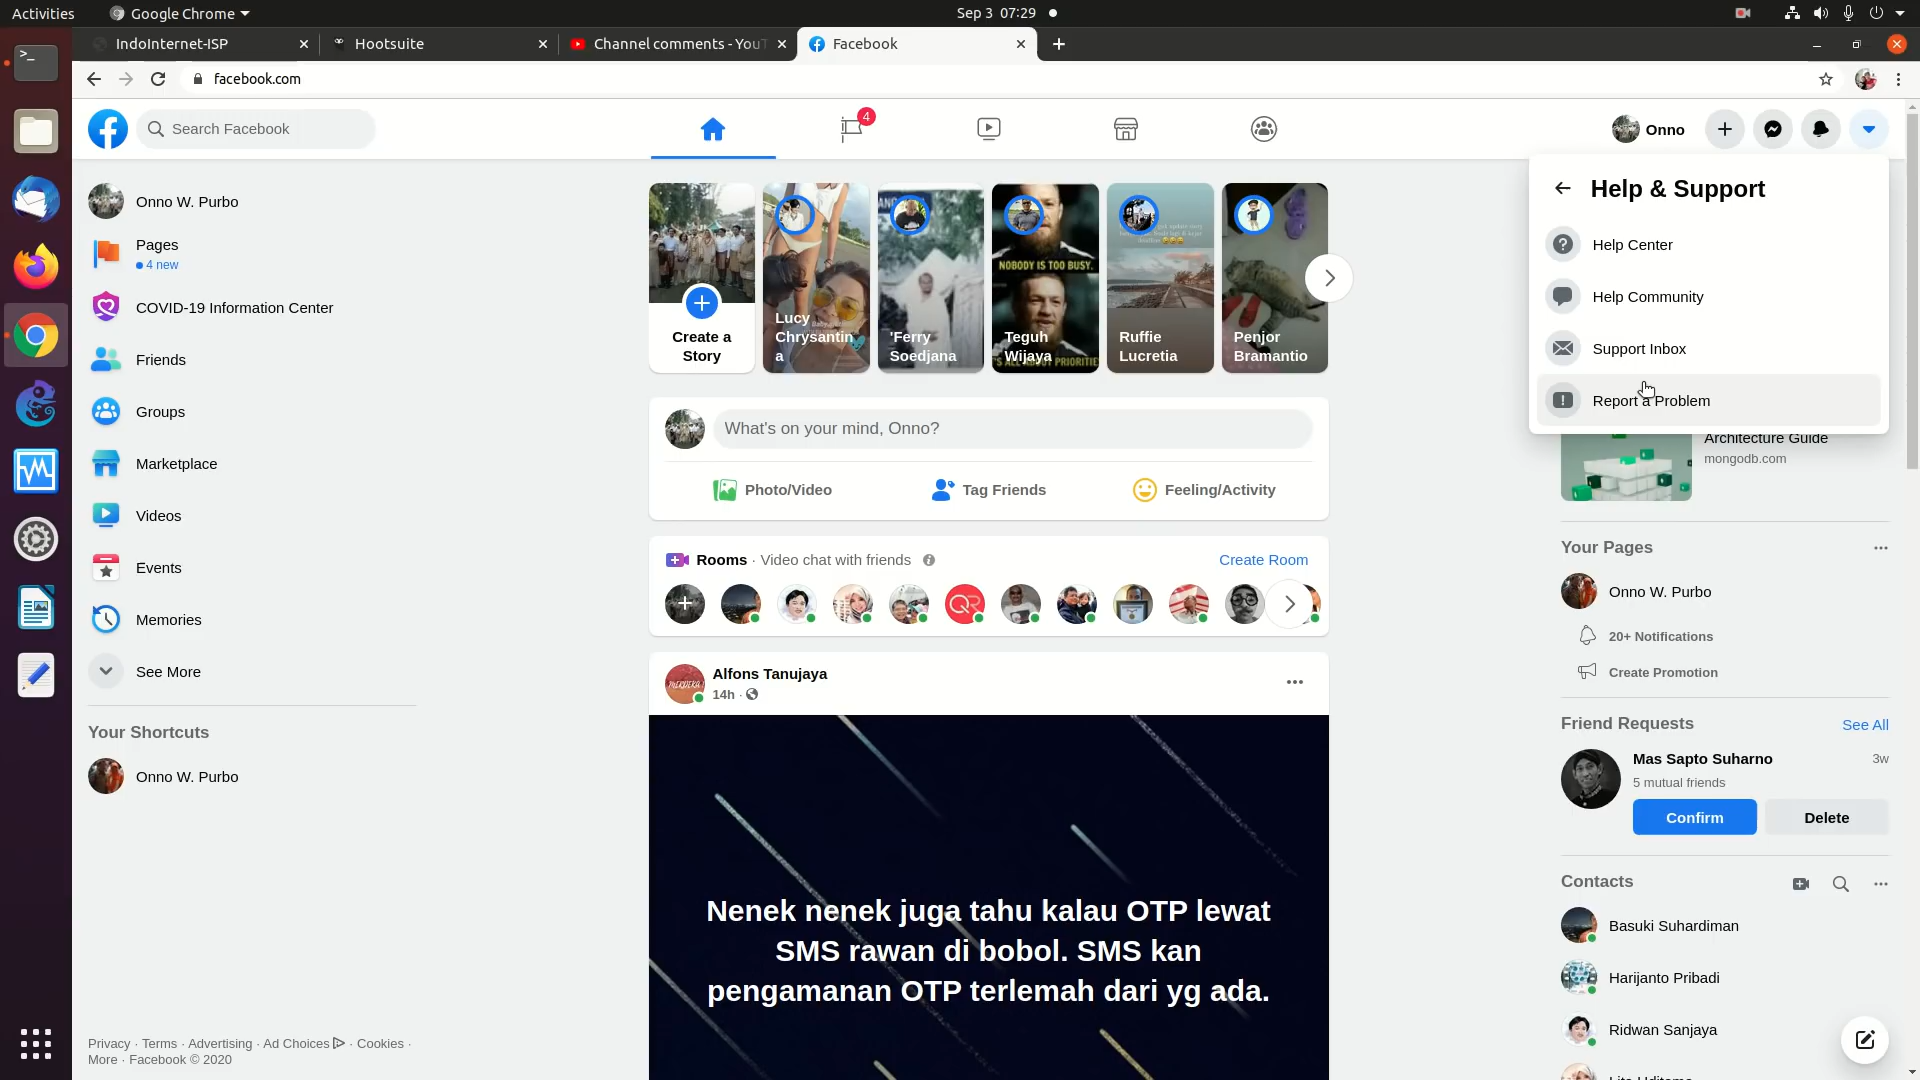 Activities
Google Chrome
Sep 3 07:29
IndoInternet-ISP
Hootsuite
Channel comments - YouT
Facebook
facebook.com
Search Facebook
4
Onno
Onno W. Purbo
Pages
4 new
COVID-19 Information Center
Friends
Groups
Marketplace
Videos
Events
Memories
See More
Your Shortcuts
Onno W. Purbo
Privacy · Terms · Advertising · Ad Choices · Cookies ·
More · Facebook © 2020
Create a
Story
Lucy
Chrysantin
a
'Ferry
Soedjana
NOBODY IS TOO BUSY.
Teguh
Wijaya
Ruffie
Lucretia
Penjor
Bramantio
What's on your mind, Onno?
Photo/Video
Tag Friends
Feeling/Activity
Rooms · Video chat with friends
Create Room
Alfons Tanujaya
14h ·
Nenek nenek juga tahu kalau OTP lewat
SMS rawan di bobol. SMS kan
pengamanan OTP terlemah dari yg ada.
Help & Support
Help Center
Help Community
Support Inbox
Report a Problem
Architecture Guide
mongodb.com
Your Pages
Onno W. Purbo
20+ Notifications
Create Promotion
Friend Requests
See All
Mas Sapto Suharno
3w
5 mutual friends
Confirm
Delete
Contacts
Basuki Suhardiman
Harijanto Pribadi
Ridwan Sanjaya